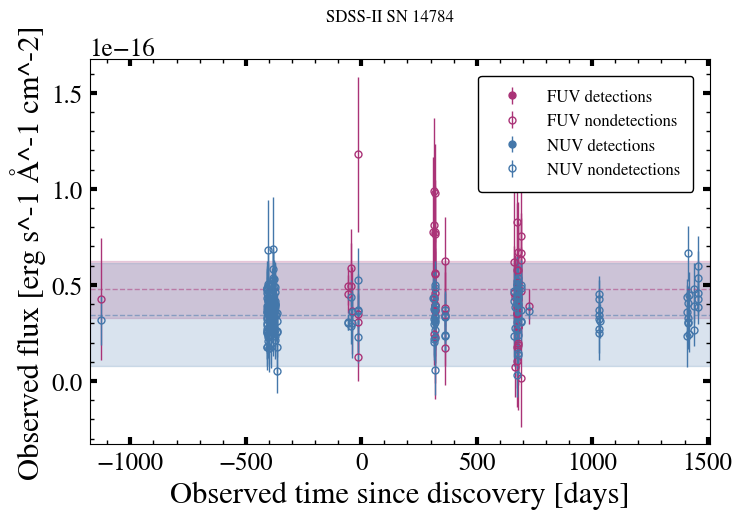 SDSS-II SN 14784
1e−16
Observed flux [erg s^-1 Å^-1 cm^-2]
1.5
1.0
0.5
0.0
FUV detections
FUV nondetections
NUV detections
NUV nondetections
−1000 −500 0 500 1000 1500
Observed time since discovery [days]